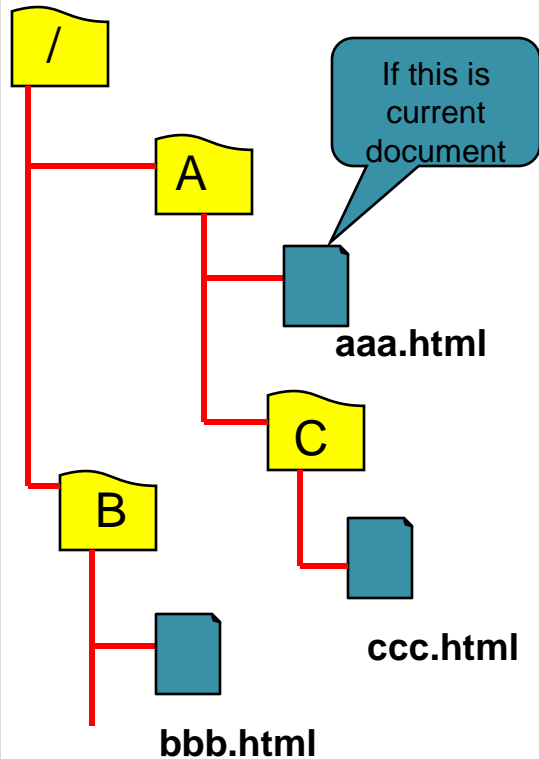 /
If this is
current
document
A
aaa.html
C
B
ccc.html
bbb.html